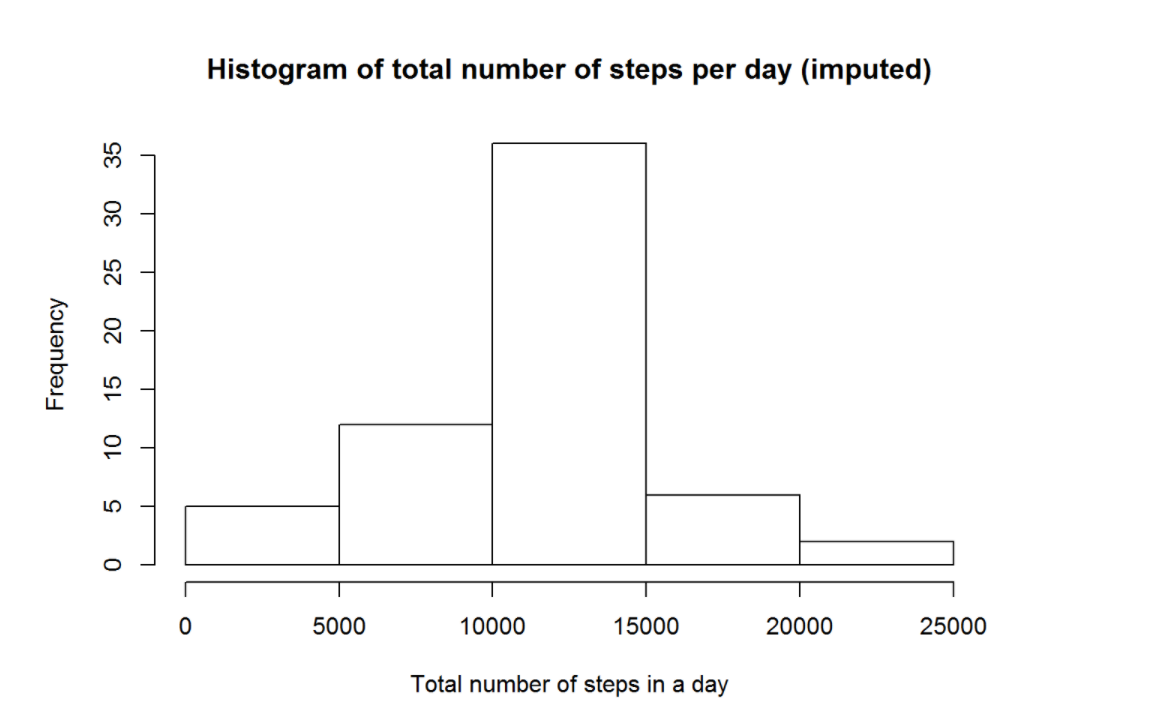 Histogram of total number of steps per day (imputed)
35
30
25
20
15
10
5
0
Frequency
0 5000 10000 15000 20000 25000
Total number of steps in a day